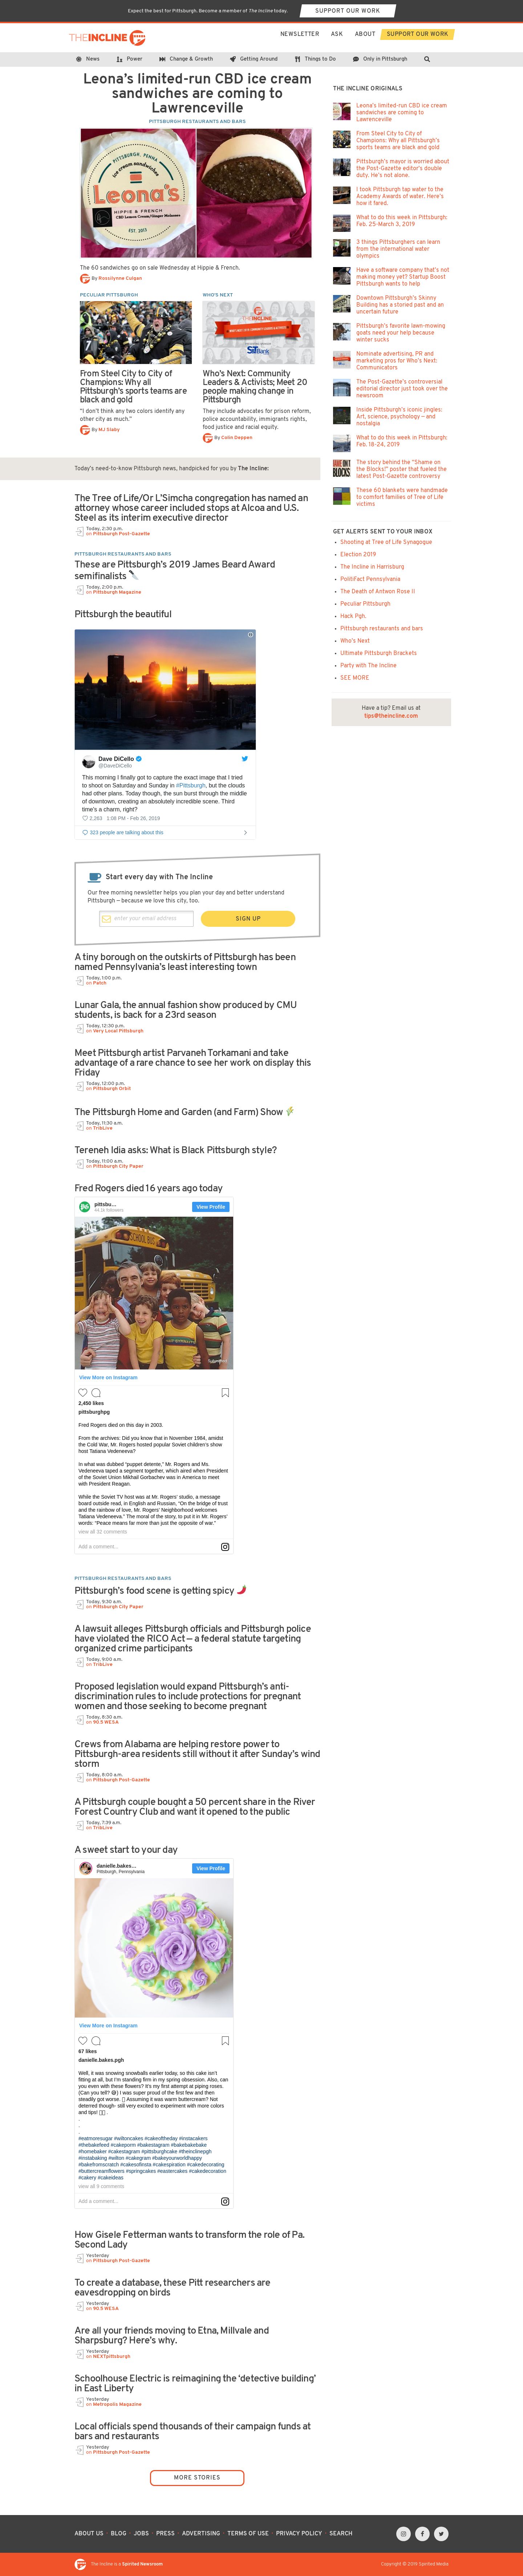 Expect the best for Pittsburgh. Become a member of The Incline today.
SUPPORT OUR WORK
THE INCLINE
NEWSLETTER
ASK
ABOUT
SUPPORT OUR WORK
News
Power
Change & Growth
Getting Around
Things to Do
Only in Pittsburgh
Leona’s limited-run CBD ice cream
sandwiches are coming to
Lawrenceville
PITTSBURGH RESTAURANTS AND BARS
Leona's
HIPPIE & FRENCH
EST. 2013
The 60 sandwiches go on sale Wednesday at Hippie & French.
By Rossilynne Culgan
PECULIAR PITTSBURGH
From Steel City to City of
Champions: Why all
Pittsburgh’s sports teams are
black and gold
“I don’t think any two colors identify any
other city as much.”
By MJ Slaby
WHO'S NEXT
THE INCLINE
S&T Bank
Who’s Next: Community
Leaders & Activists; Meet 20
people making change in
Pittsburgh
They include advocates for prison reform,
police accountability, immigrants rights,
food justice and racial equity.
By Colin Deppen
Today's need-to-know Pittsburgh news, handpicked for you by The Incline:
The Tree of Life/Or L’Simcha congregation has named an
attorney whose career included stops at Alcoa and U.S.
Steel as its interim executive director
Today, 2:30 p.m.
on Pittsburgh Post-Gazette
PITTSBURGH RESTAURANTS AND BARS
These are Pittsburgh’s 2019 James Beard Award
semifinalists 🔪
Today, 2:00 p.m.
on Pittsburgh Magazine
Pittsburgh the beautiful
Dave DiCello
@DaveDiCello
This morning I finally got to capture the exact image that I tried
to shoot on Saturday and Sunday in #Pittsburgh, but the clouds
had other plans. Today though, the sun burst through the middle
of downtown, creating an absolutely incredible scene. Third
time's a charm, right?
2,263 1:08 PM - Feb 26, 2019
323 people are talking about this
Start every day with The Incline
Our free morning newsletter helps you plan your day and better understand
Pittsburgh — because we love this city, too.
enter your email address
SIGN UP
A tiny borough on the outskirts of Pittsburgh has been
named Pennsylvania’s least interesting town
Today, 1:00 p.m.
on Patch
Lunar Gala, the annual fashion show produced by CMU
students, is back for a 23rd season
Today, 12:30 p.m.
on Very Local Pittsburgh
Meet Pittsburgh artist Parvaneh Torkamani and take
advantage of a rare chance to see her work on display this
Friday
Today, 12:00 p.m.
on Pittsburgh Orbit
The Pittsburgh Home and Garden (and Farm) Show
Today, 11:30 a.m.
on TribLive
Tereneh Idia asks: What is Black Pittsburgh style?
Today, 11:00 a.m.
on Pittsburgh City Paper
Fred Rogers died 16 years ago today
pittsbu...
View Profile
SCHOOL BUS
View More on Instagram
2,450 likes
pittsburghpg
Fred Rogers died on this day in 2003.
From the archives: Did you know that in November 1984, amidst
the Cold War, Mr. Rogers hosted popular Soviet children’s show
host Tatiana Vedeneeva?
In what was dubbed “puppet detente,” Mr. Rogers and Ms.
Vedeneeva taped a segment together, which aired when President
of the Soviet Union Mikhail Gorbachev was in America to meet
with President Reagan.
While the Soviet TV host was at Mr. Rogers’ studio, a message
board outside read, in English and Russian, “On the bridge of trust
and the rainbow of love, Mr. Rogers’ Neighborhood welcomes
Tatiana Vedeneeva.” The moral of the story, to put it in Mr. Rogers’
words: “Peace means far more than just the opposite of war.”
view all 32 comments
Add a comment...
PITTSBURGH RESTAURANTS AND BARS
Pittsburgh’s food scene is getting spicy 🌶
Today, 9:30 a.m.
on Pittsburgh City Paper
A lawsuit alleges Pittsburgh officials and Pittsburgh police
have violated the RICO Act — a federal statute targeting
organized crime participants
Today, 9:00 a.m.
on TribLive
Proposed legislation would expand Pittsburgh’s anti-
discrimination rules to include protections for pregnant
women and those seeking to become pregnant
Today, 8:30 a.m.
on 90.5 WESA
Crews from Alabama are helping restore power to
Pittsburgh-area residents still without it after Sunday’s wind
storm
Today, 8:00 a.m.
on Pittsburgh Post-Gazette
A Pittsburgh couple bought a 50 percent share in the River
Forest Country Club and want it opened to the public
Today, 7:39 a.m.
on TribLive
A sweet start to your day
danielle.bakes...
Pittsburgh, Pennsylvania
View Profile
View More on Instagram
67 likes
danielle.bakes.pgh
Well, it was snowing snowballs earlier today, so this cake isn’t
fitting at all, but I’m standing firm in my spring obsession. Also, can
you even with these flowers? It’s my first attempt at piping roses.
(Can you tell? 😅) I was super proud of the first few and then
steadily got worse. Assuming it was warm buttercream? Not
deterred though- still very excited to experiment with more colors
and tips!
.
.
.
#eatmoresugar #wiltoncakes #cakeoftheday #instacakers
#thebakefeed #cakeporn #bakestagram #bakebakebake
#homebaker #cakestagram #pittsburghcake #theinclinepgh
#instabaking #wilton #cakegram #bakeyourworldhappy
#bakefromscratch #cakesofinsta #cakespiration #cakedecorating
#buttercreamflowers #springcakes #eastercakes #cakedecoration
#cakery #cakeideas
view all 9 comments
Add a comment...
How Gisele Fetterman wants to transform the role of Pa.
Second Lady
Yesterday
on Pittsburgh Post-Gazette
To create a database, these Pitt researchers are
eavesdropping on birds
Yesterday
on 90.5 WESA
Are all your friends moving to Etna, Millvale and
Sharpsburg? Here’s why.
Yesterday
on NEXTpittsburgh
Schoolhouse Electric is reimagining the ‘detective building’
in East Liberty
Yesterday
on Metropolis Magazine
Local officials spend thousands of their campaign funds at
bars and restaurants
Yesterday
on Pittsburgh Post-Gazette
MORE STORIES
THE INCLINE ORIGINALS
Leona’s limited-run CBD ice cream
sandwiches are coming to
Lawrenceville
From Steel City to City of
Champions: Why all Pittsburgh’s
sports teams are black and gold
Pittsburgh’s mayor is worried about
the Post-Gazette editor’s double
duty. He’s not alone.
I took Pittsburgh tap water to the
Academy Awards of water. Here’s
how it fared.
What to do this week in Pittsburgh:
Feb. 25-March 3, 2019
3 things Pittsburghers can learn
from the international water
olympics
Have a software company that’s not
making money yet? Startup Boost
Pittsburgh wants to help
Downtown Pittsburgh’s Skinny
Building has a storied past and an
uncertain future
Pittsburgh’s favorite lawn-mowing
goats need your help because
winter sucks
Nominate advertising, PR and
marketing pros for Who’s Next:
Communicators
The Post-Gazette’s controversial
editorial director just took over the
newsroom
Inside Pittsburgh’s iconic jingles:
Art, science, psychology — and
nostalgia
What to do this week in Pittsburgh:
Feb. 18-24, 2019
The story behind the “Shame on
the Blocks!” poster that fueled the
latest Post-Gazette controversy
These 60 blankets were handmade
to comfort families of Tree of Life
victims
GET ALERTS SENT TO YOUR INBOX
Shooting at Tree of Life Synagogue
Election 2019
The Incline in Harrisburg
PolitiFact Pennsylvania
The Death of Antwon Rose II
Peculiar Pittsburgh
Hack Pgh.
Pittsburgh restaurants and bars
Who's Next
Ultimate Pittsburgh Brackets
Party with The Incline
SEE MORE
Have a tip? Email us at
tips@theincline.com
ABOUT US · BLOG · JOBS · PRESS · ADVERTISING · TERMS OF USE · PRIVACY POLICY · SEARCH
The Incline is a Spirited Newsroom
Copyright © 2019 Spirited Media